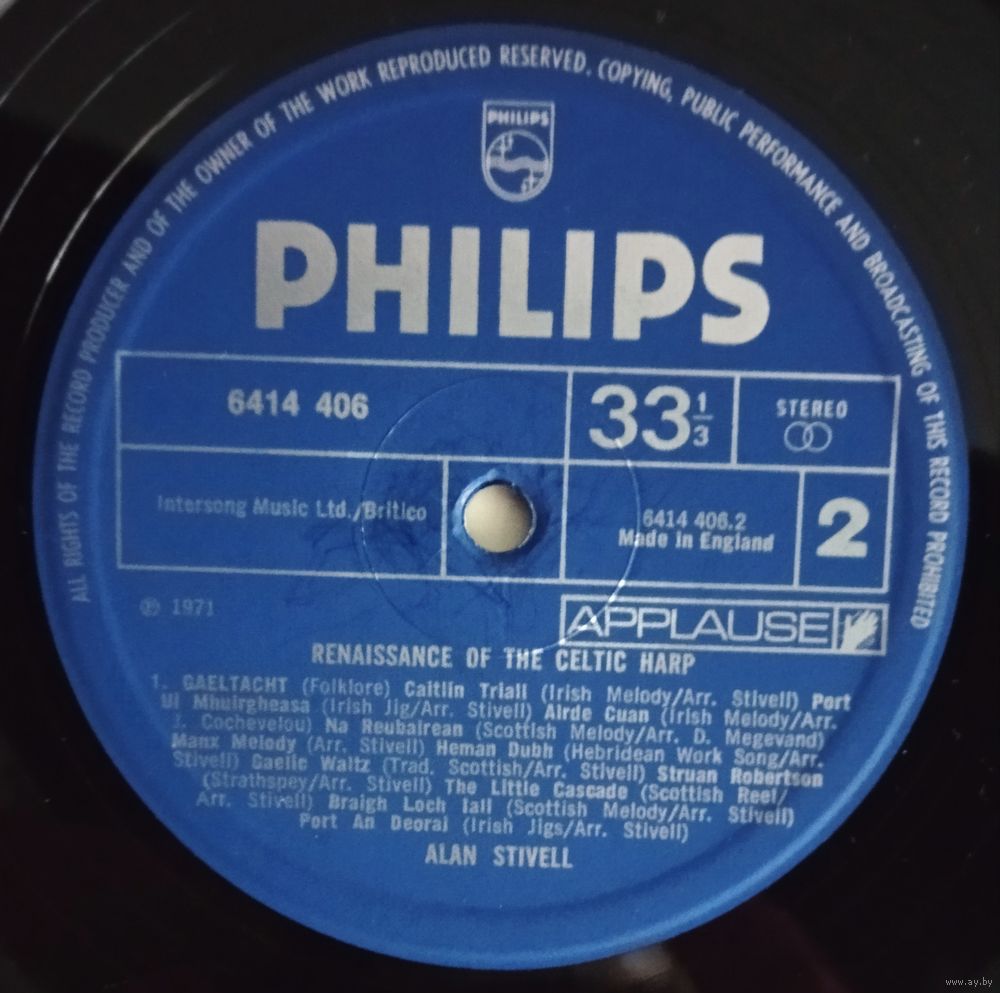 ALL RIGHTS OF THE RECORD PRODUCER AND OF THE OWNER OF THE WORK REPRODUCED RESERVED. COPYING, PUBLIC PERFORMANCE AND BROADCASTING OF THIS RECORD PROHIBITED
PHILIPS
PHILIPS
6414 406
33 1/3
STEREO
Intersong Music Ltd./Britico
6414 406.2
Made in England
2
℗ 1971
APPLAUSE
RENAISSANCE OF THE CELTIC HARP
1. GAELTACHT (Folklore) Caitlin Triall (Irish Melody/Arr. Stivell) Port
Ui Mhuirgheasa (Irish Jig/Arr. Stivell) Airde Cuan (Irish Melody/Arr.
J. Cochevelou) Na Reubairean (Scottish Melody/Arr. D. Megevand)
Manx Melody (Arr. Stivell) Heman Dubh (Hebridean Work Song/Arr.
Stivell) Gaelic Waltz (Trad. Scottish/Arr. Stivell) Struan Robertson
(Strathspey/Arr. Stivell) The Little Cascade (Scottish Reel/
Arr. Stivell) Braigh Loch Iall (Scottish Melody/Arr. Stivell)
Port An Deorai (Irish Jigs/Arr. Stivell)
ALAN STIVELL
www.ay.by